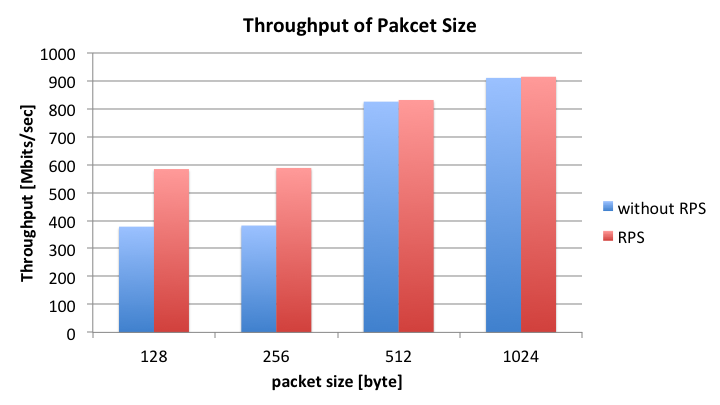 Throughput of Pakcet Size
Throughput [Mbits/sec]
1000
900
800
700
600
500
400
300
200
100
0
128 256 512 1024
packet size [byte]
without RPS
RPS